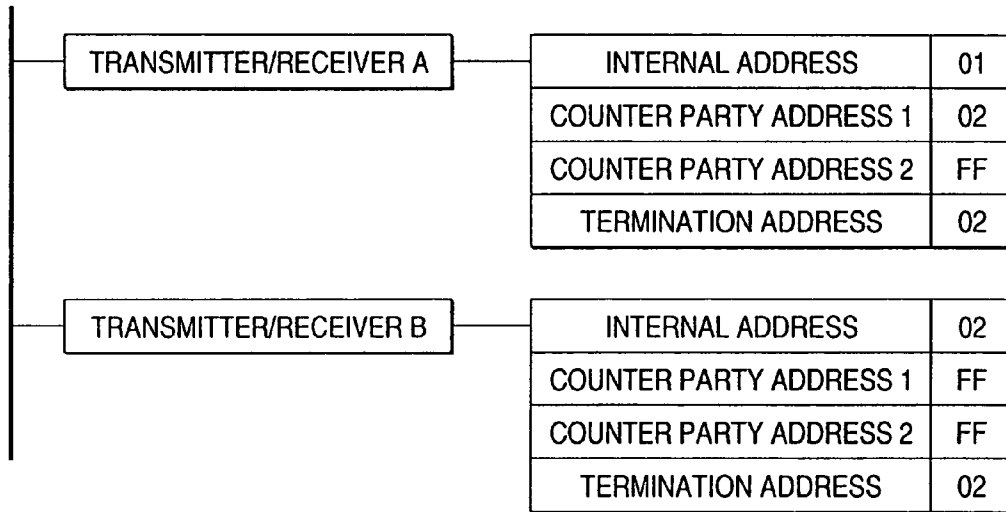 TRANSMITTER/RECEIVER A
INTERNAL ADDRESS 01
COUNTER PARTY ADDRESS 1 02
COUNTER PARTY ADDRESS 2 FF
TERMINATION ADDRESS 02
TRANSMITTER/RECEIVER B
INTERNAL ADDRESS 02
COUNTER PARTY ADDRESS 1 FF
COUNTER PARTY ADDRESS 2 FF
TERMINATION ADDRESS 02